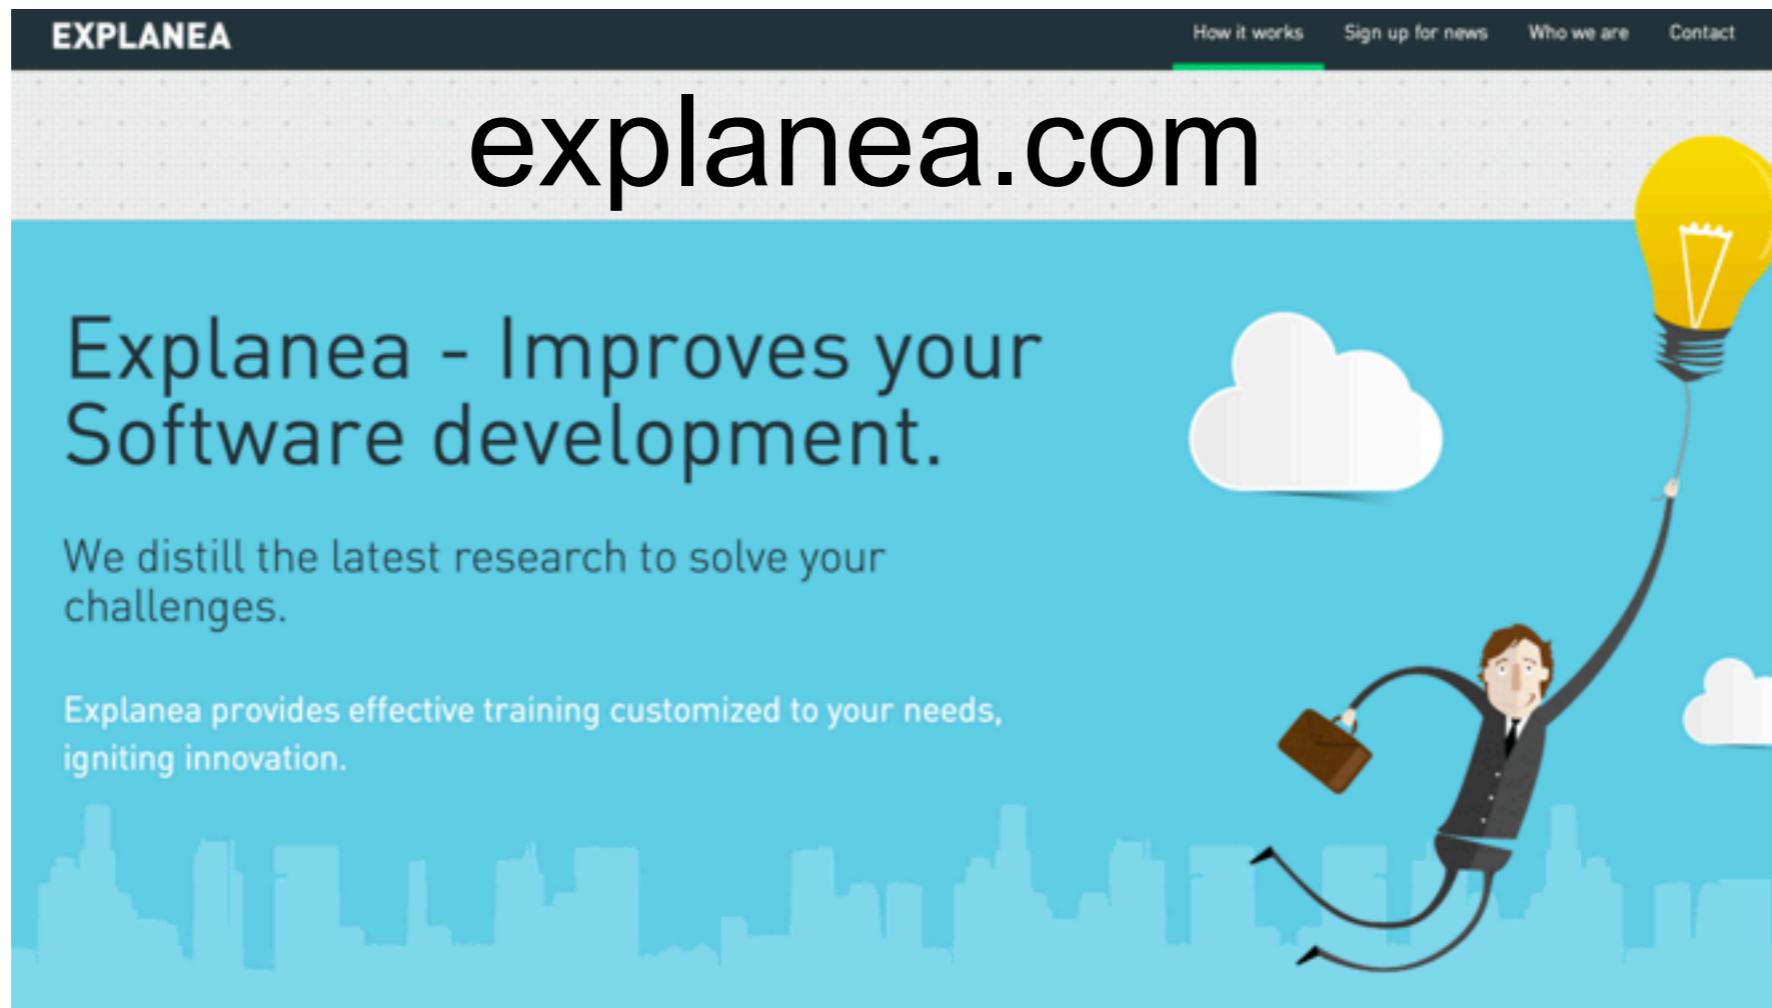 EXPLANEA
How it works Sign up for news Who we are Contact
explanea.com
Explanea - Improves your
Software development.
We distill the latest research to solve your
challenges.
Explanea provides effective training customized to your needs,
igniting innovation.